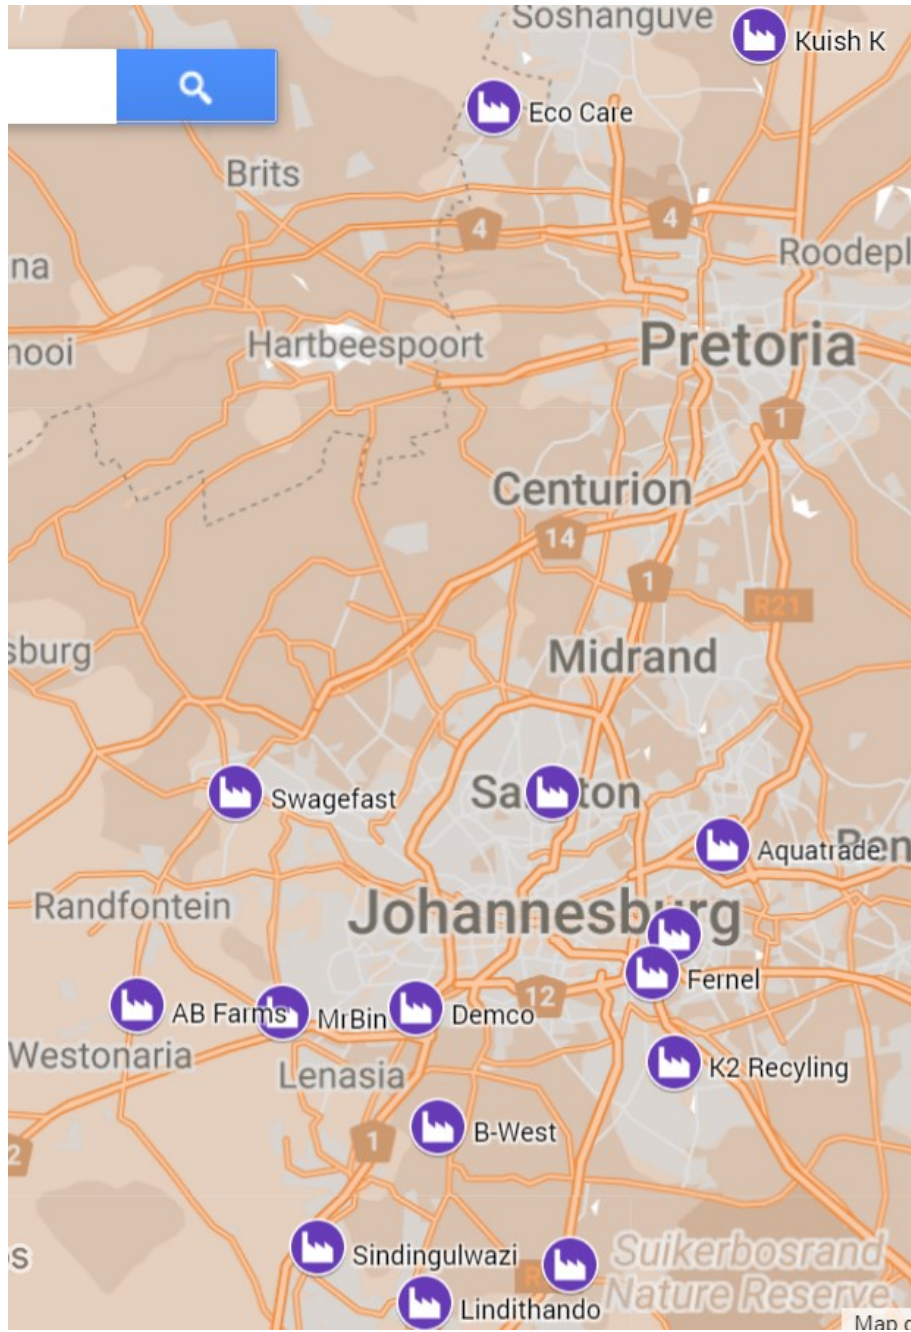 Soshanguve
Kuish K
Eco Care
Brits
4
4
na
Roodepl
Hartbeespoort
nooi
Pretoria
1
Centurion
14
1
R21
sburg
Midrand
Swagefast
Sa ton
Aquatrade
Ben
Randfontein
Johannesburg
Fernel
12
AB Farms
MrBin
Demco
Westonaria
K2 Recyling
Lenasia
B-West
1
2
Sindingulwazi
Suikerbosrand
Nature Reserve
R
os
Lindithando
Map